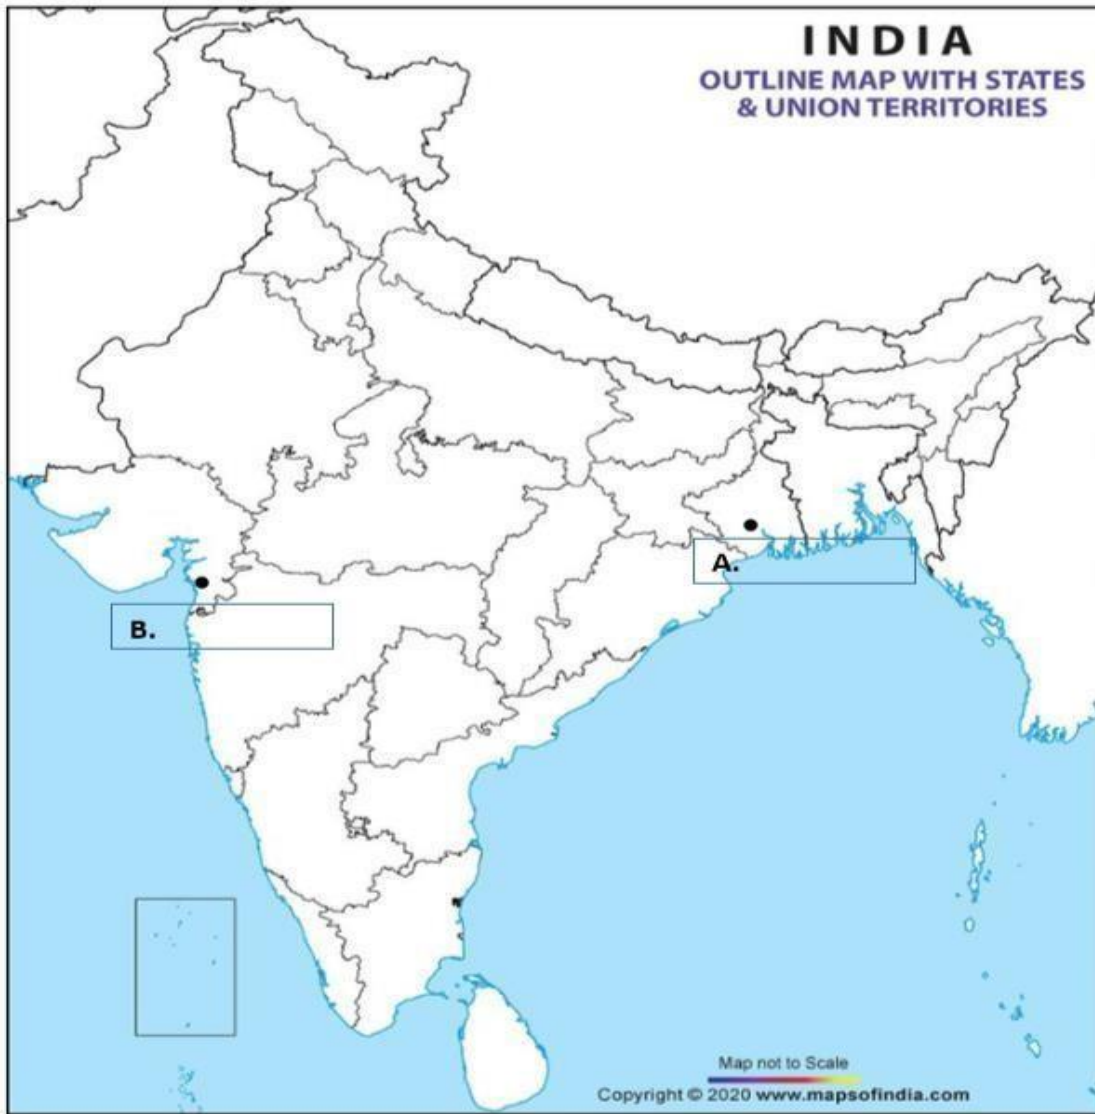 INDIA
OUTLINE MAP WITH STATES
& UNION TERRITORIES
A.
B.
Map not to Scale
Copyright © 2020 www.mapsofindia.com